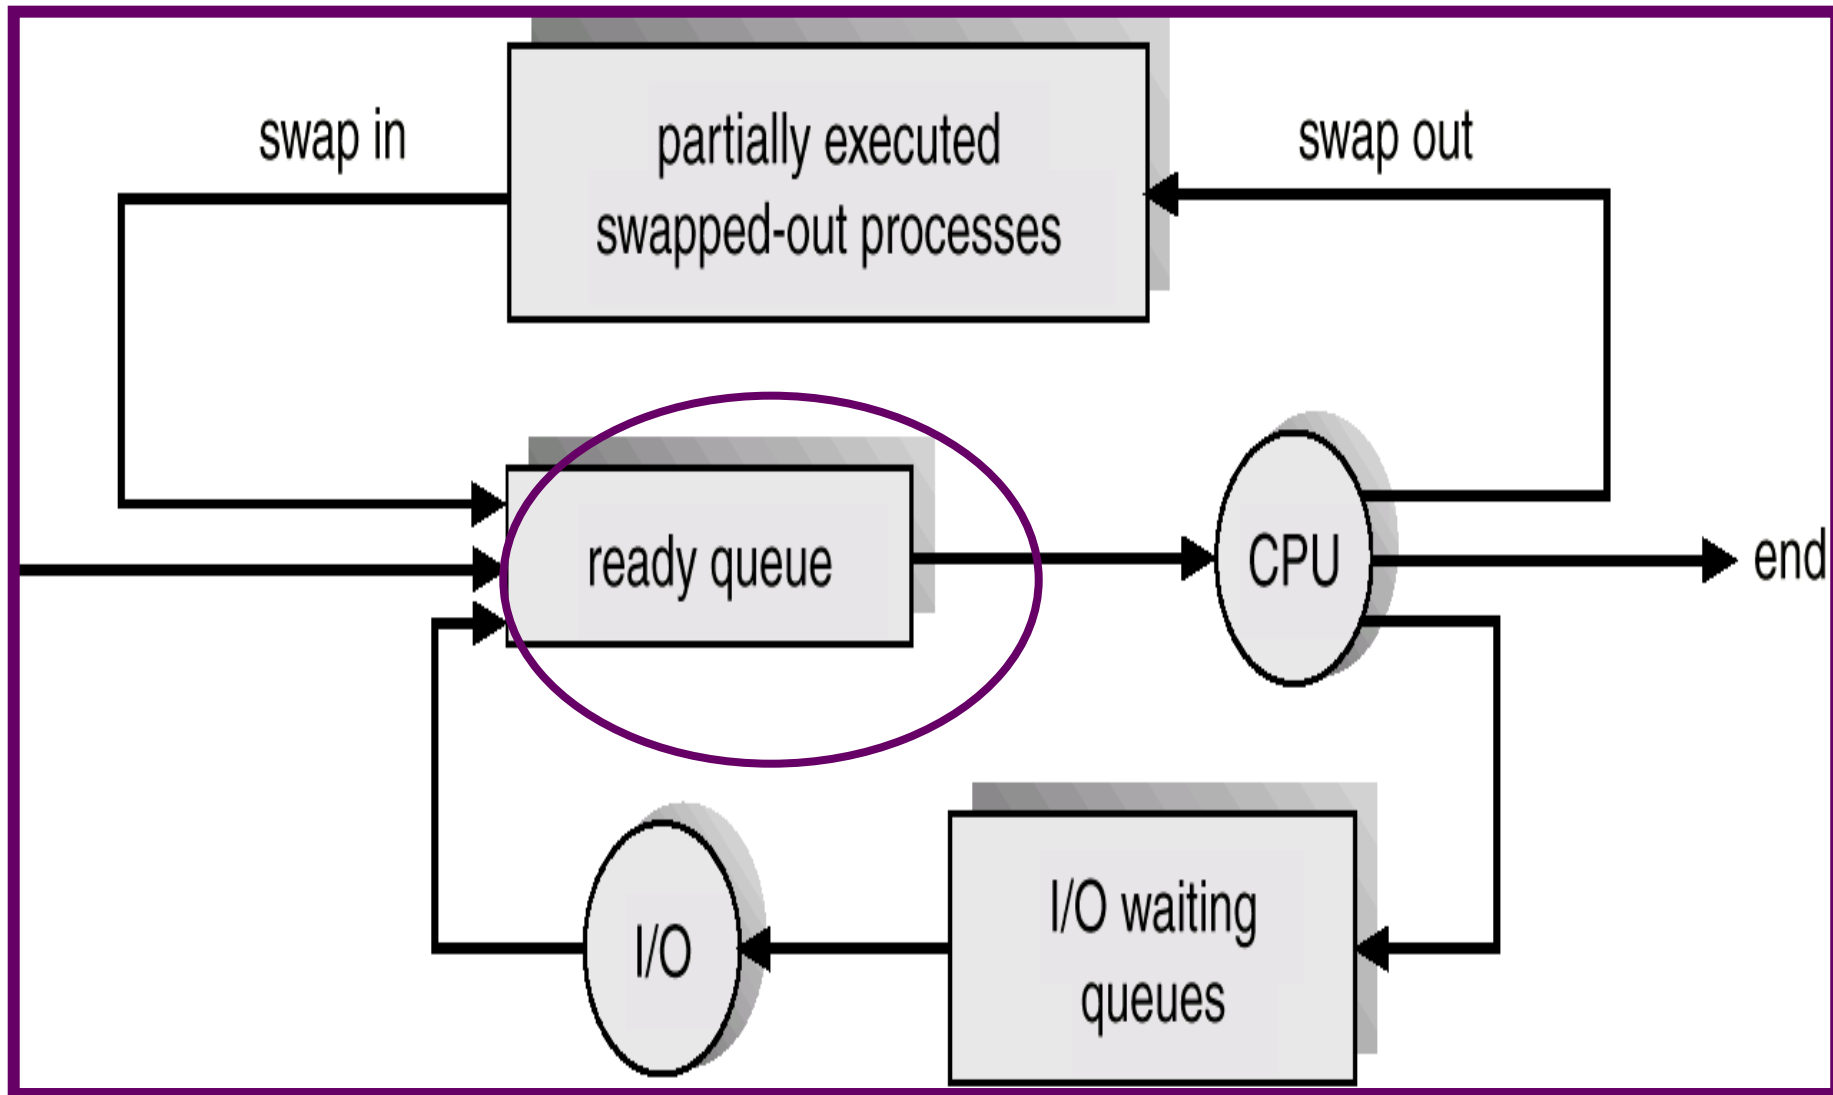 swap in
partially executed
swapped-out processes
swap out
ready queue
CPU
end
I/O
I/O waiting
queues